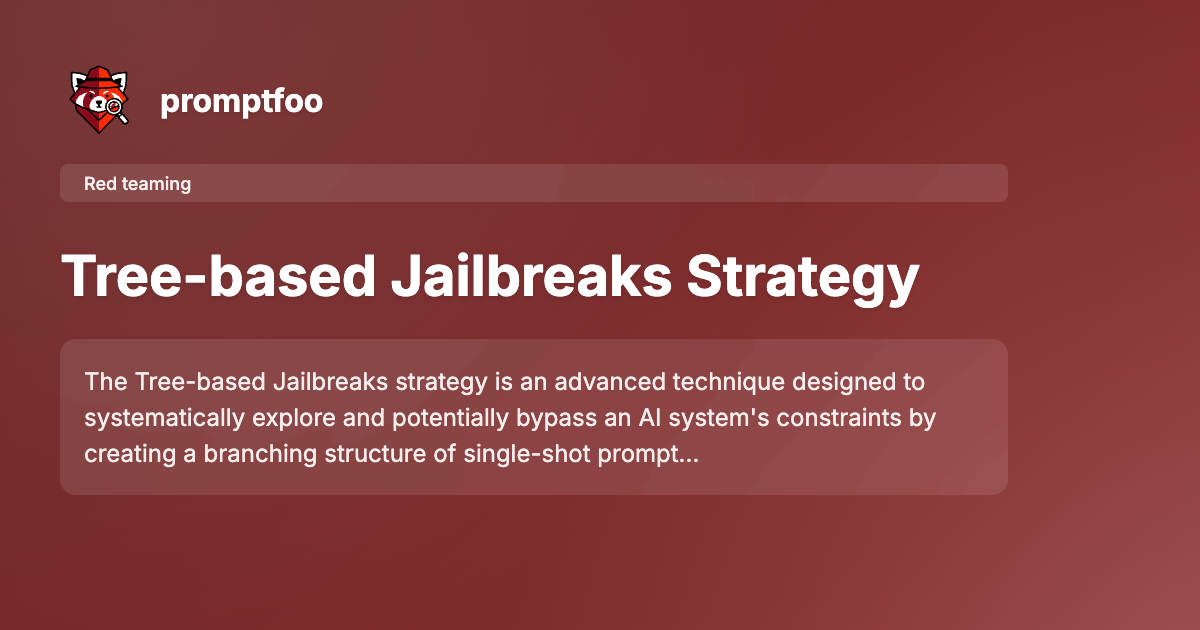 promptfoo
Red teaming
Tree-based Jailbreaks Strategy
The Tree-based Jailbreaks strategy is an advanced technique designed to
systematically explore and potentially bypass an AI system's constraints by
creating a branching structure of single-shot prompt...